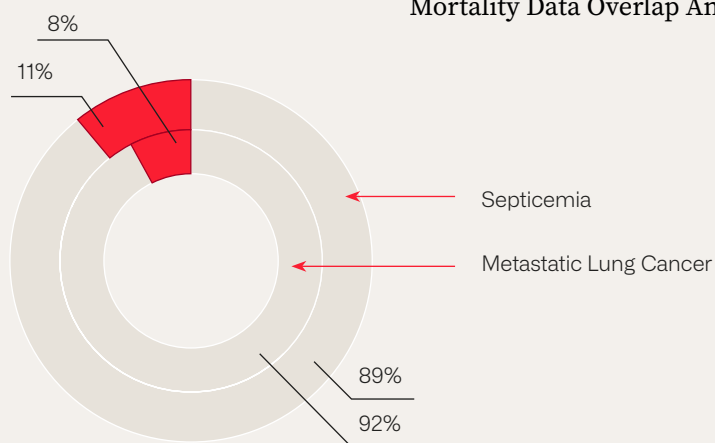 Mortality Data Overlap
8%
11%
Septicemia
Metastatic Lung Cancer
89%
92%